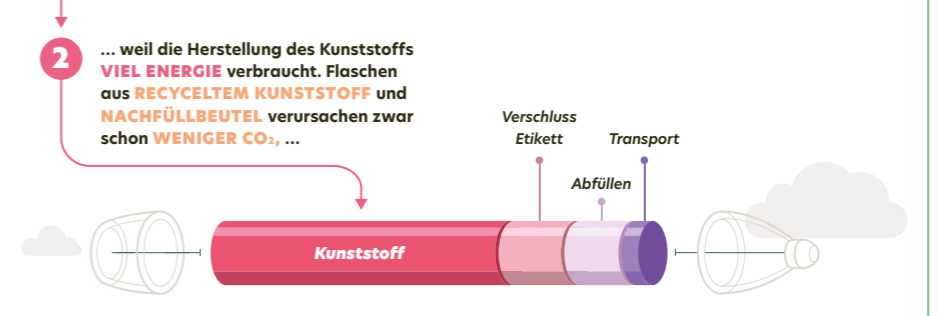 2
... weil die Herstellung des Kunststoffs
VIEL ENERGIE verbraucht. Flaschen
aus RECYCELTEM KUNSTSTOFF und
NACHFÜLLBEUTEL verursachen zwar
schon WENIGER CO₂, ...
Verschluss
Etikett
Transport
Abfüllen
Kunststoff